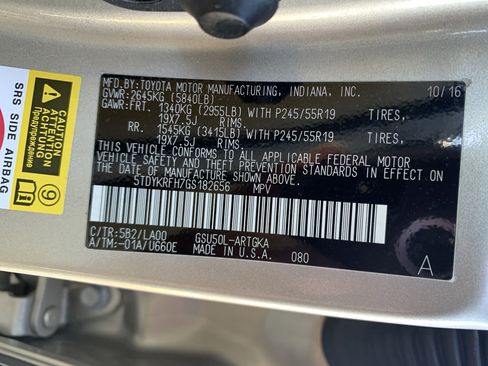 MFD. BY: TOYOTA MOTOR MANUFACTURING, INDIANA, INC. 10/16
GVWR: 2645KG (5840LB)
GAWR: FRT. 1340KG (2955LB) WITH P245/55R19 TIRES,
19X7.5J RIMS,
RR. 1545KG (3415LB) WITH P245/55R19 TIRES,
19X7.5J RIMS.
THIS VEHICLE CONFORMS TO ALL APPLICABLE FEDERAL MOTOR
VEHICLE SAFETY AND THEFT PREVENTION STANDARDS IN EFFECT
ON THE DATE OF MANUFACTURE SHOWN ABOVE.
5TDYKRFH7GS182656 MPV
C/TR: 5B2/LA00 GSU50L-ARTGKA
A/TM: -01A/U660E MADE IN U.S.A. 080
A
SRS SIDE AIRBAG
CAUTION
ATTENTION
ACHTUNG
Предупреждение
9